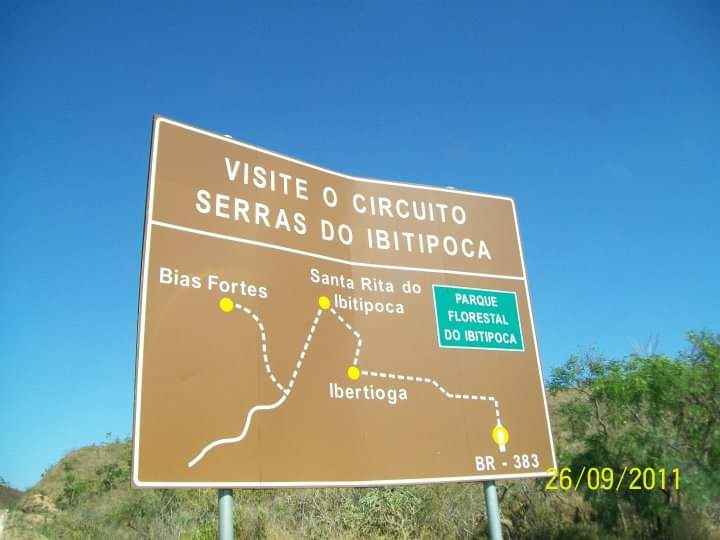 VISITE O CIRCUITO
SERRAS DO IBITIPOCA
Bias Fortes
Santa Rita do
Ibitipoca
PARQUE
FLORESTAL
DO IBITIPOCA
Ibertioga
BR - 383
26/09/2011